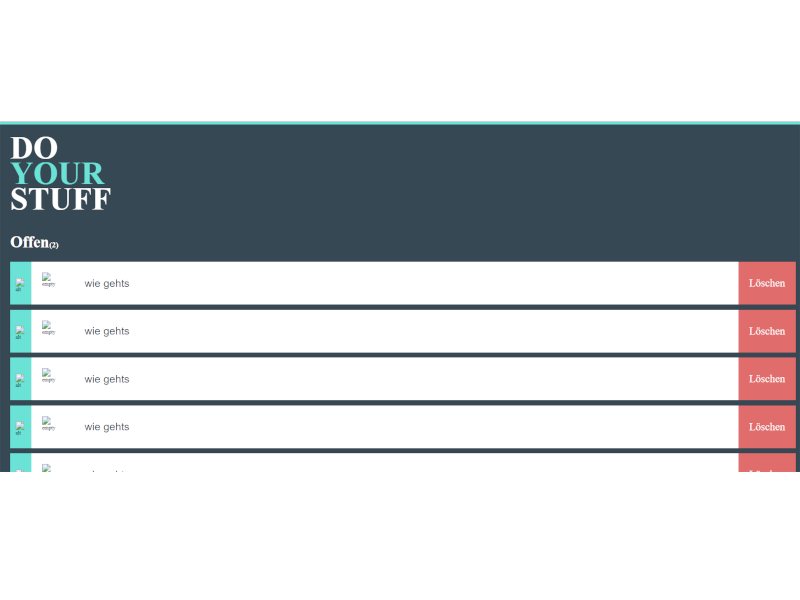 DO
YOUR
STUFF
Offen(2)
alt empty wie gehts Löschen
alt empty wie gehts Löschen
alt empty wie gehts Löschen
alt empty wie gehts Löschen